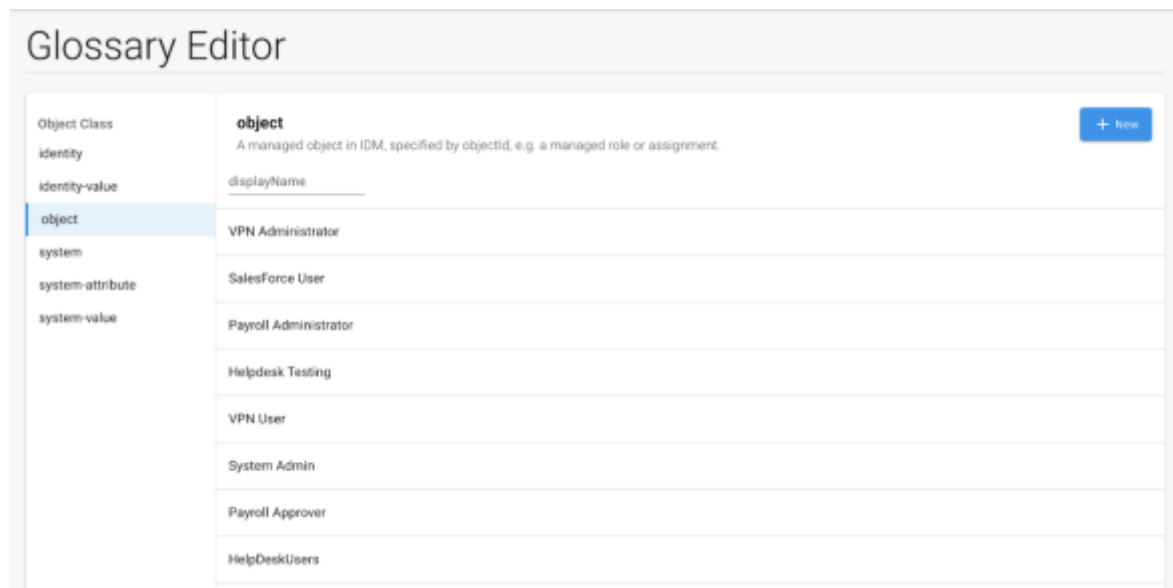 Glossary Editor
Object Class
identity
identity-value
object
system
system-attribute
system-value
object
A managed object in IDM, specified by objectId, e.g. a managed role or assignment.
+ New
displayName
VPN Administrator
SalesForce User
Payroll Administrator
Helpdesk Testing
VPN User
System Admin
Payroll Approver
HelpDeskUsers